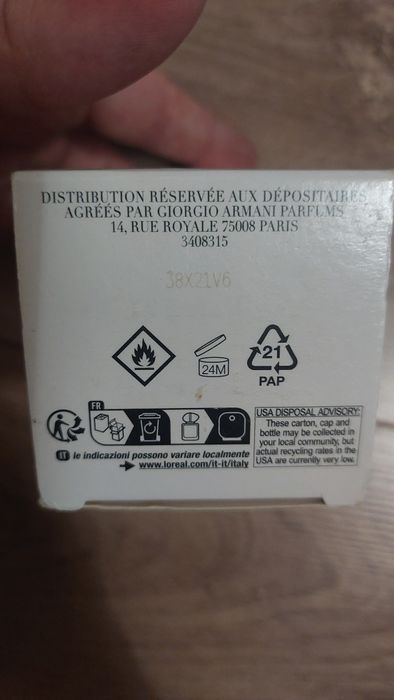 DISTRIBUTION RÉSERVÉE AUX DÉPOSITAIRES
AGRÉÉS PAR GIORGIO ARMANI PARFUMS
14, RUE ROYALE 75008 PARIS
3408315
38X21V6
24M
21
PAP
FR
IT le indicazioni possono variare localmente
www.loreal.com/it-it/italy
USA DISPOSAL ADVISORY:
These carton, cap and
bottle may be collected in
your local community, but
actual recycling rates in the
USA are currently very low.